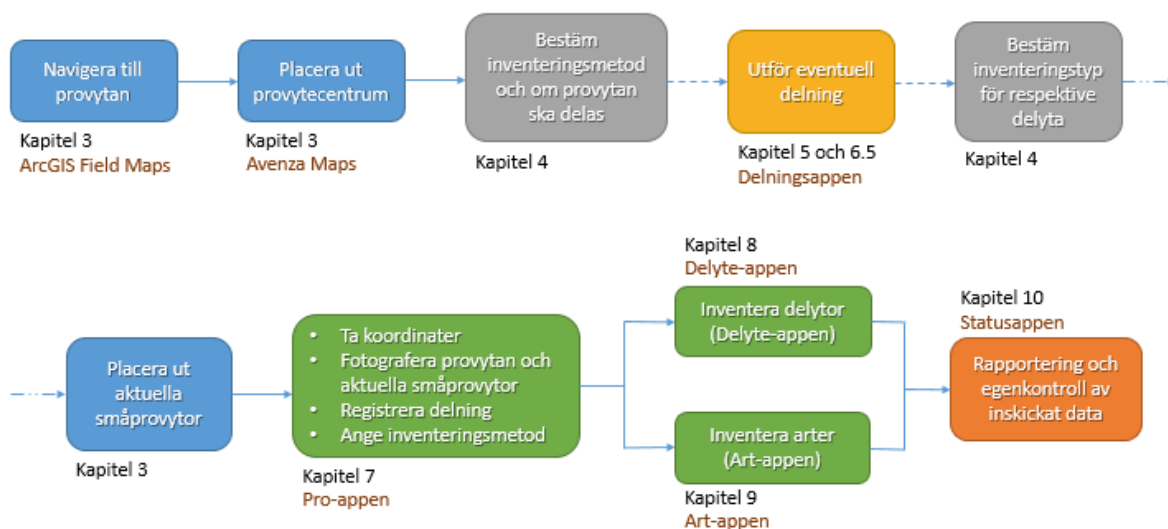 Navigera till
provytan
Kapitel 3
ArcGIS Field Maps
Placera ut
provytecentrum
Kapitel 3
Avenza Maps
Bestäm
inventeringsmetod
och om provytan
ska delas
Kapitel 4
Utför eventuell
delning
Kapitel 5 och 6.5
Delningsappen
Bestäm
inventeringstyp
för respektive
delyta
Kapitel 4
Placera ut
aktuella
småprovytor
Kapitel 3
• Ta koordinater
• Fotografera provytan och
aktuella småprovytor
• Registrera delning
• Ange inventeringsmetod
Kapitel 7
Pro-appen
Kapitel 8
Delyte-appen
Inventera delytor
(Delyte-appen)
Inventera arter
(Art-appen)
Kapitel 9
Art-appen
Kapitel 10
Statusappen
Rapportering och
egenkontroll av
inskickat data